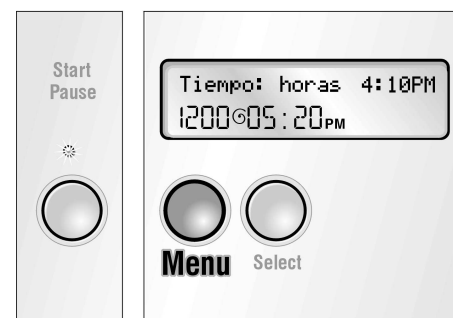 Start
Pause
Tiempo: horas 4:10PM
1200 05:20PM
Menu
Select